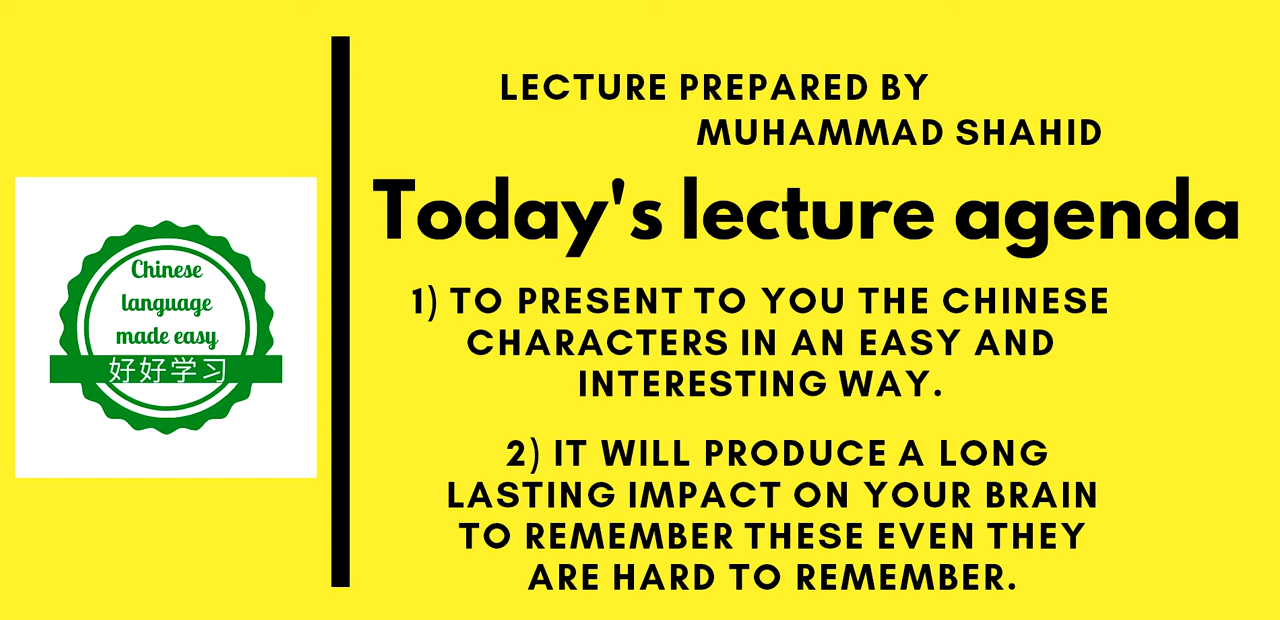 LECTURE PREPARED BY
MUHAMMAD SHAHID
Today's lecture agenda
1) TO PRESENT TO YOU THE CHINESE
CHARACTERS IN AN EASY AND
INTERESTING WAY.
2) IT WILL PRODUCE A LONG
LASTING IMPACT ON YOUR BRAIN
TO REMEMBER THESE EVEN THEY
ARE HARD TO REMEMBER.
Chinese
language
made easy
好好学习